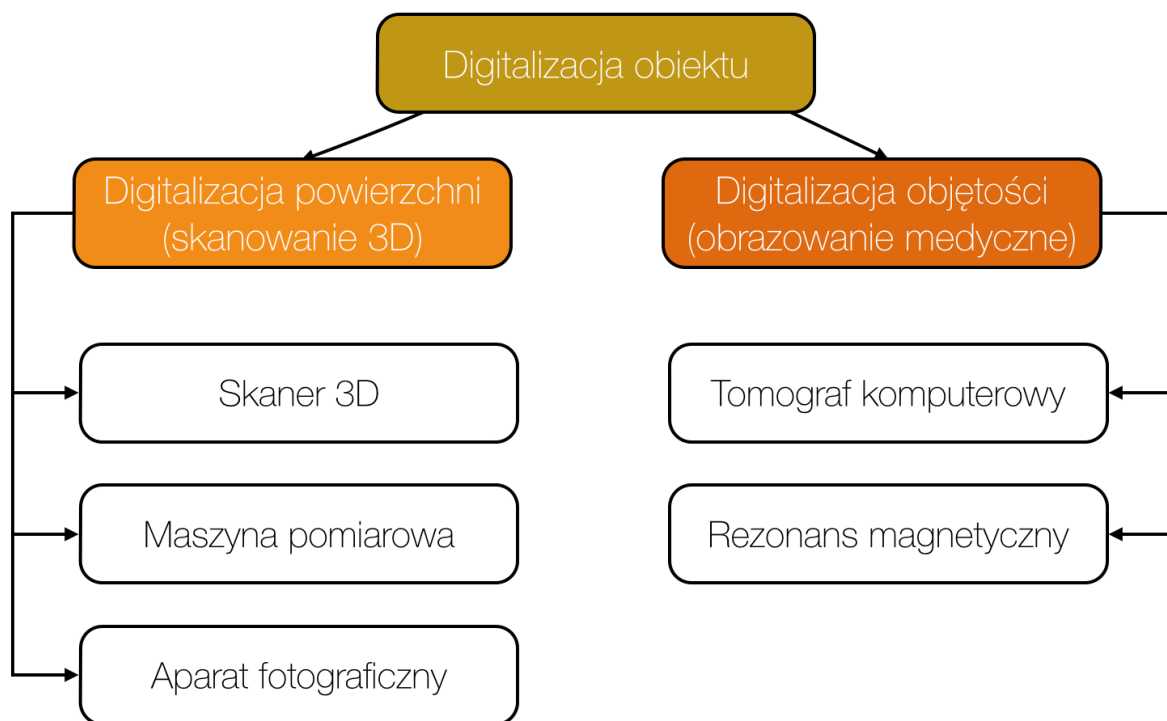 Digitalizacja obiektu
Digitalizacja powierzchni
(skanowanie 3D)
Digitalizacja objętości
(obrazowanie medyczne)
Skaner 3D
Tomograf komputerowy
Maszyna pomiarowa
Rezonans magnetyczny
Aparat fotograficzny